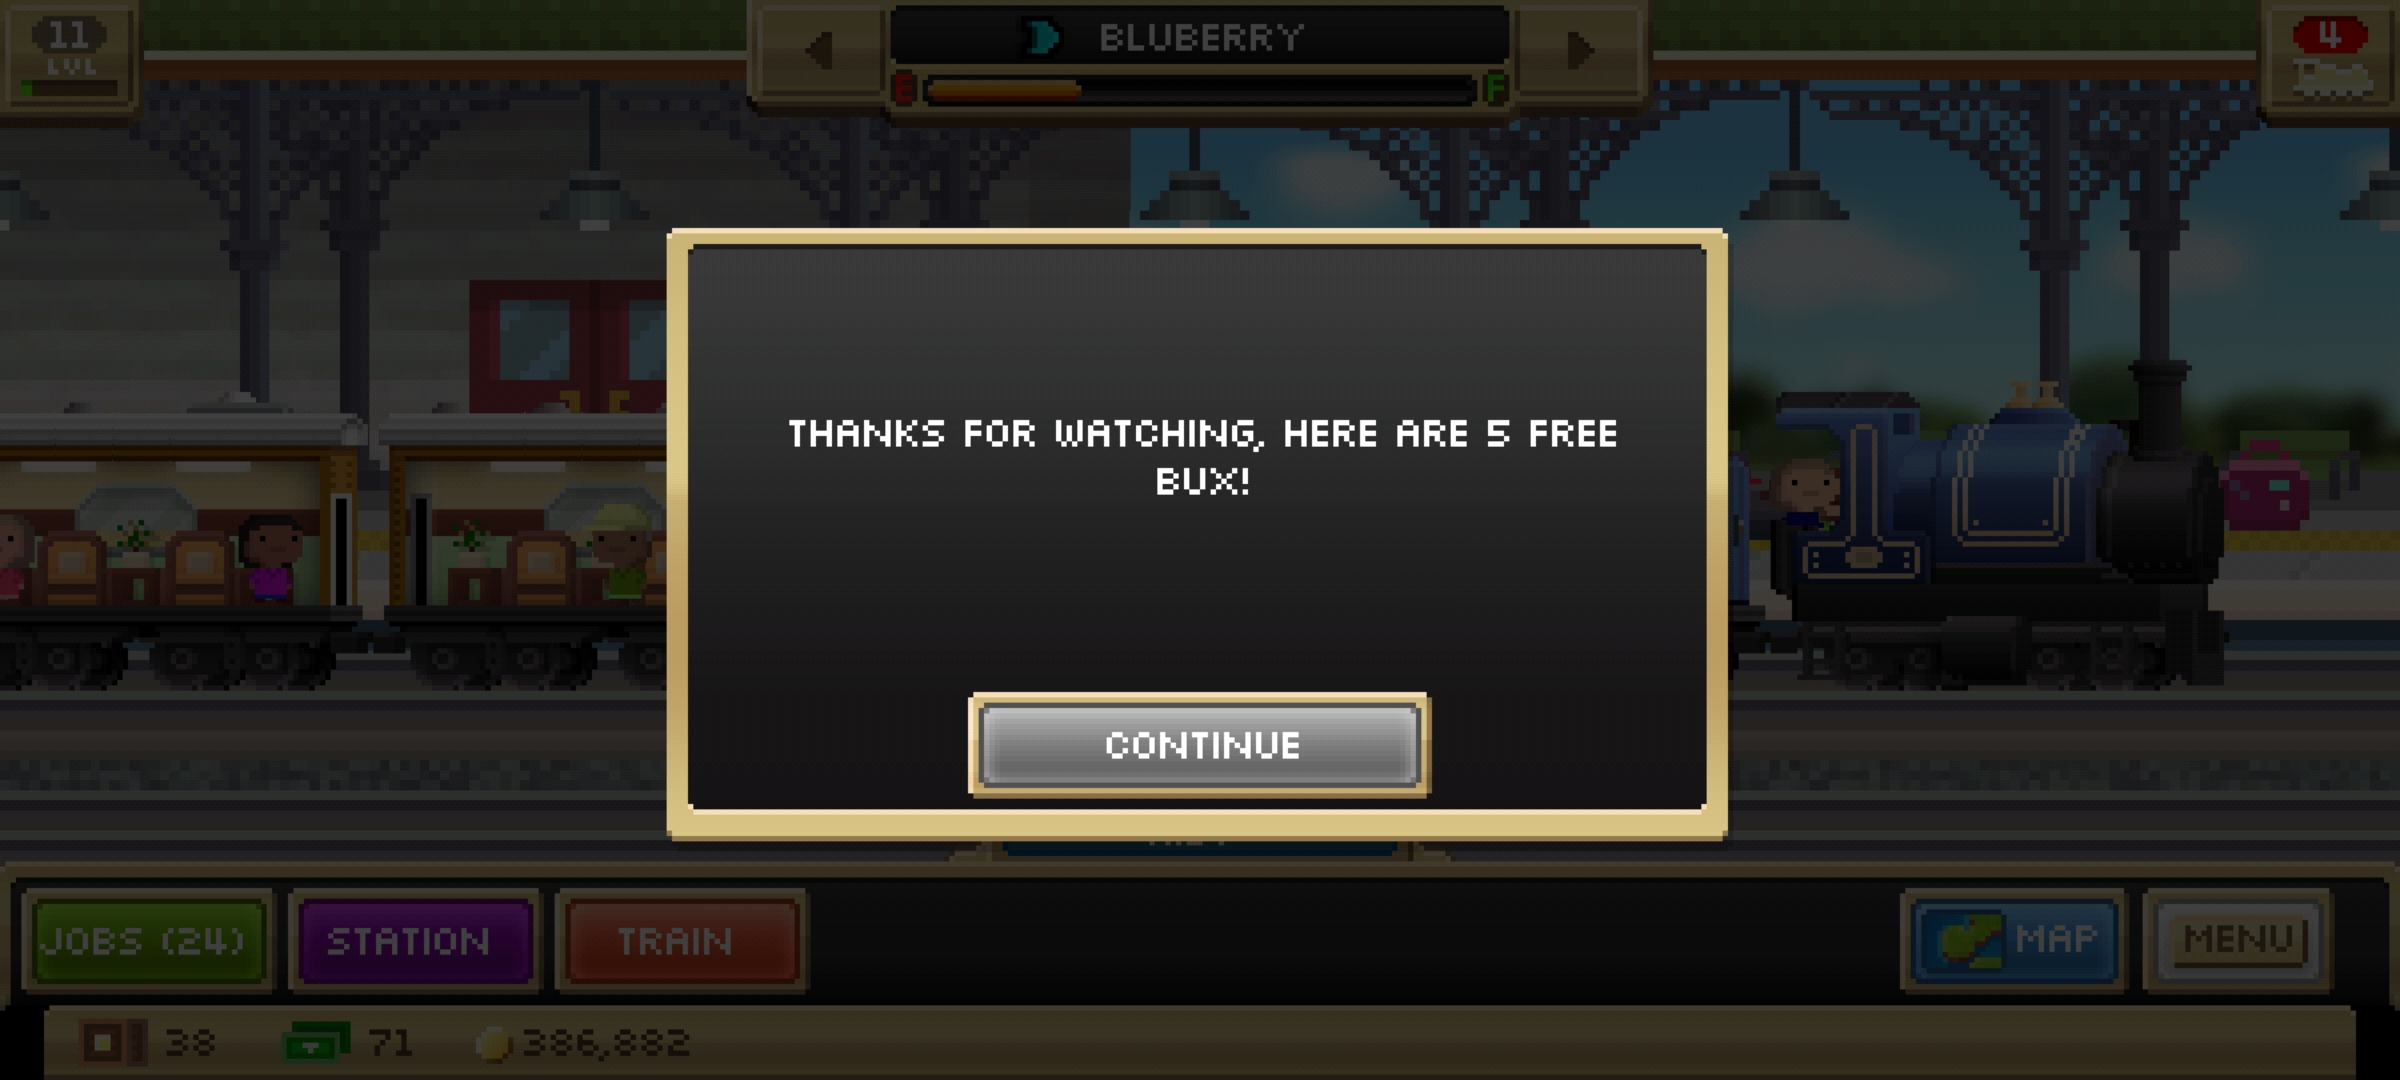 11
LVL
BLUBERRY
E
F
4
THANKS FOR WATCHING, HERE ARE 5 FREE
BUX!
CONTINUE
JOBS (24)
STATION
TRAIN
MAP
MENU
38
71
386,882